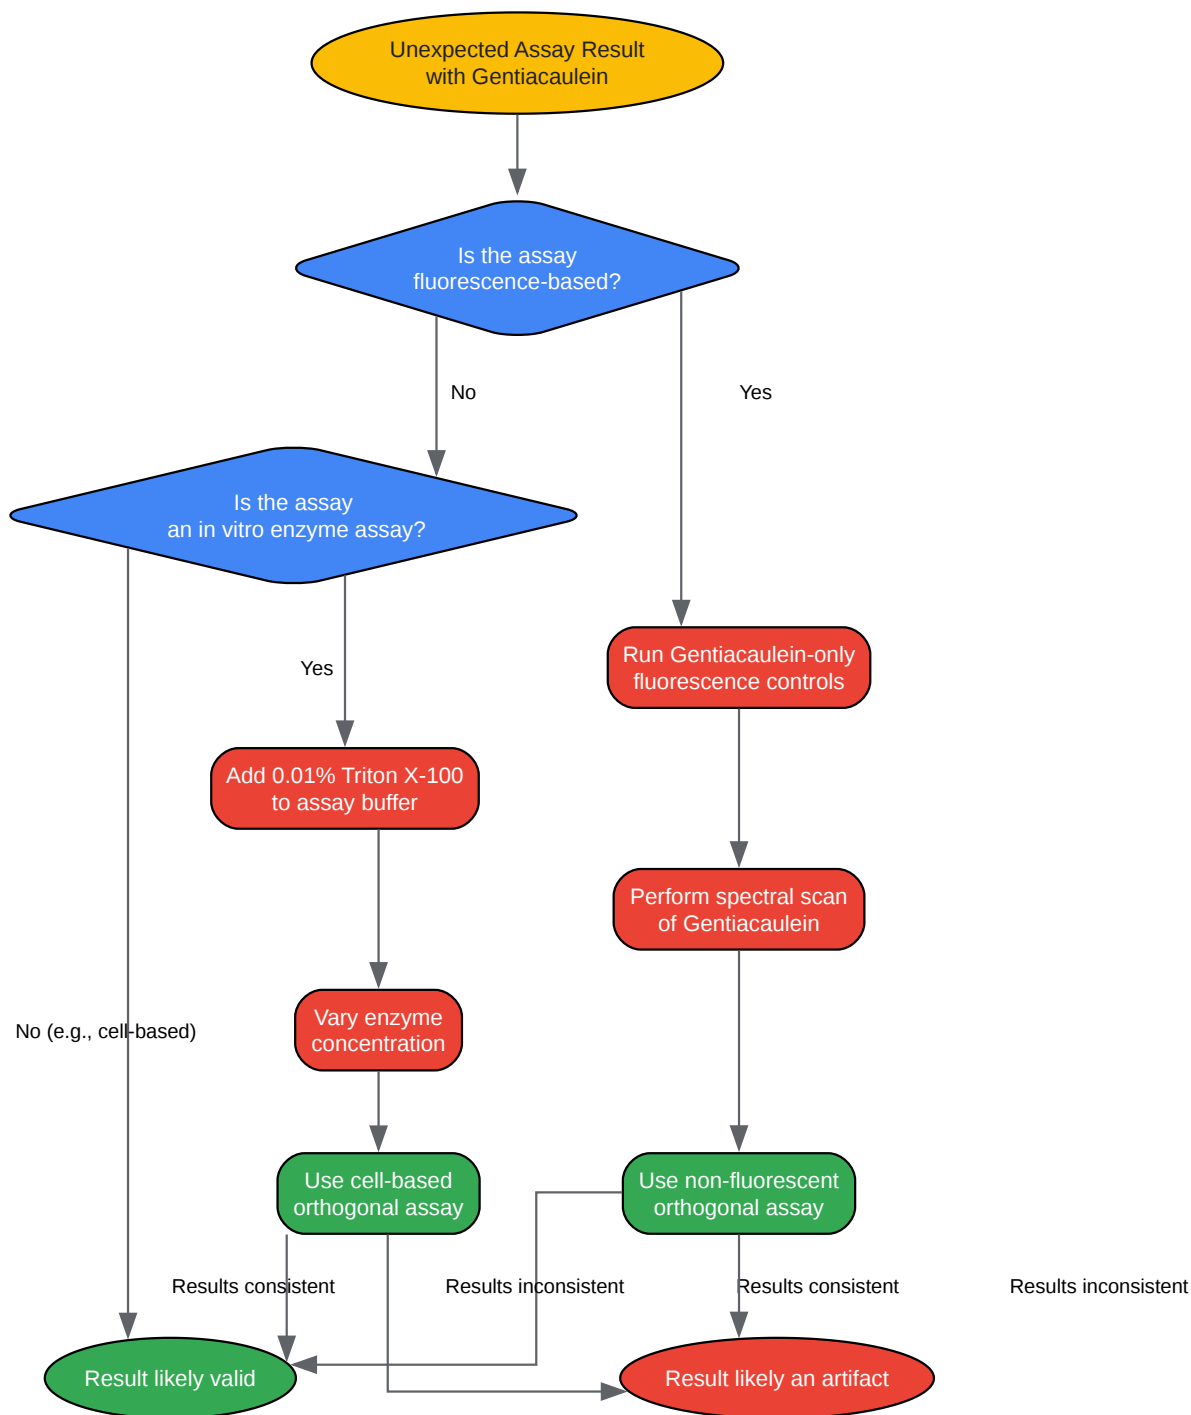 Unexpected Assay Result
with Gentiacaulein
Is the assay
fluorescence-based?
No
Yes
Is the assay
an in vitro enzyme assay?
Yes
Run Gentiacaulein-only
fluorescence controls
Add 0.01% Triton X-100
to assay buffer
Perform spectral scan
of Gentiacaulein
No (e.g., cell-based)
Vary enzyme
concentration
Use cell-based
orthogonal assay
Use non-fluorescent
orthogonal assay
Results consistent
Results inconsistent
Results consistent
Results inconsistent
Result likely valid
Result likely an artifact